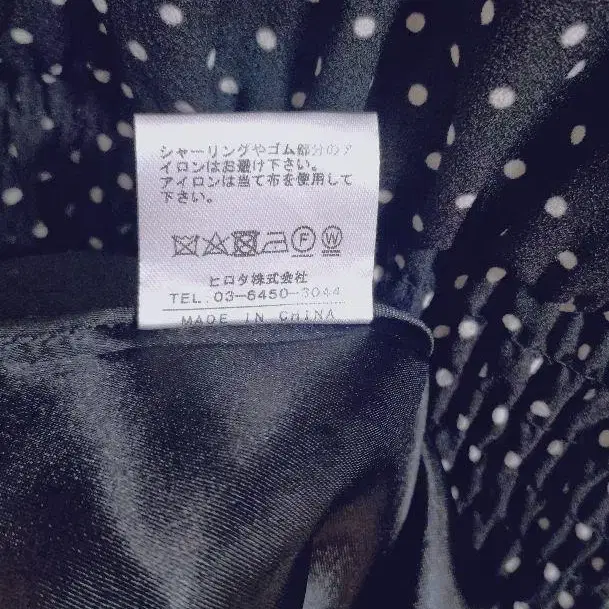 シャーリングやゴム部分のア
イロンはお避け下さい。
アイロンは当て布を使用して
下さい。
F W
ヒロタ株式会社
TEL.03-6450-3044
MADE IN CHINA